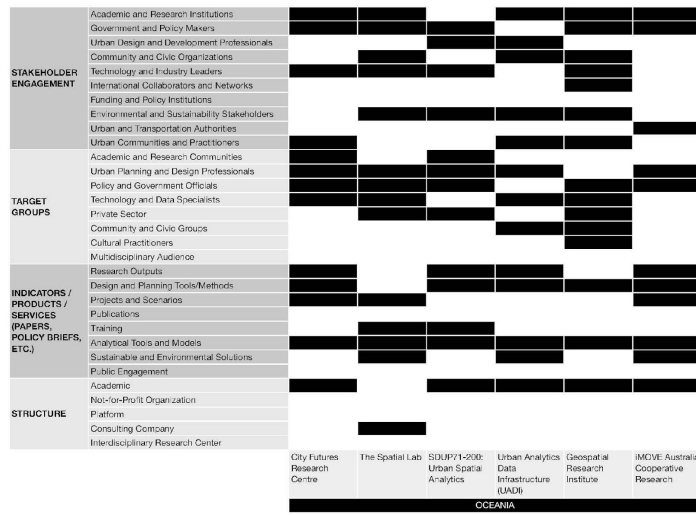 STAKEHOLDER
ENGAGEMENT
Academic and Research Institutions
Government and Policy Makers
Urban Design and Development Professionals
Community and Civic Organizations
Technology and Industry Leaders
International Collaborators and Networks
Funding and Policy Institutions
Environmental and Sustainability Stakeholders
Urban and Transportation Authorities
Urban Communities and Practitioners
TARGET
GROUPS
Academic and Research Communities
Urban Planning and Design Professionals
Policy and Government Officials
Technology and Data Specialists
Private Sector
Community and Civic Groups
Cultural Practitioners
Multidisciplinary Audience
INDICATORS /
PRODUCTS /
SERVICES
(PAPERS,
POLICY BRIEFS,
ETC.)
Research Outputs
Design and Planning Tools/Methods
Projects and Scenarios
Publications
Training
Analytical Tools and Models
Sustainable and Environmental Solutions
Public Engagement
STRUCTURE
Academic
Not-for-Profit Organization
Platform
Consulting Company
Interdisciplinary Research Center
City Futures
Research
Centre
The Spatial Lab
SDUP71-200:
Urban Spatial
Analytics
Urban Analytics
Data
Infrastructure
(UADI)
Geospatial
Research
Institute
iMOVE Australia
Cooperative
Research
OCEANIA